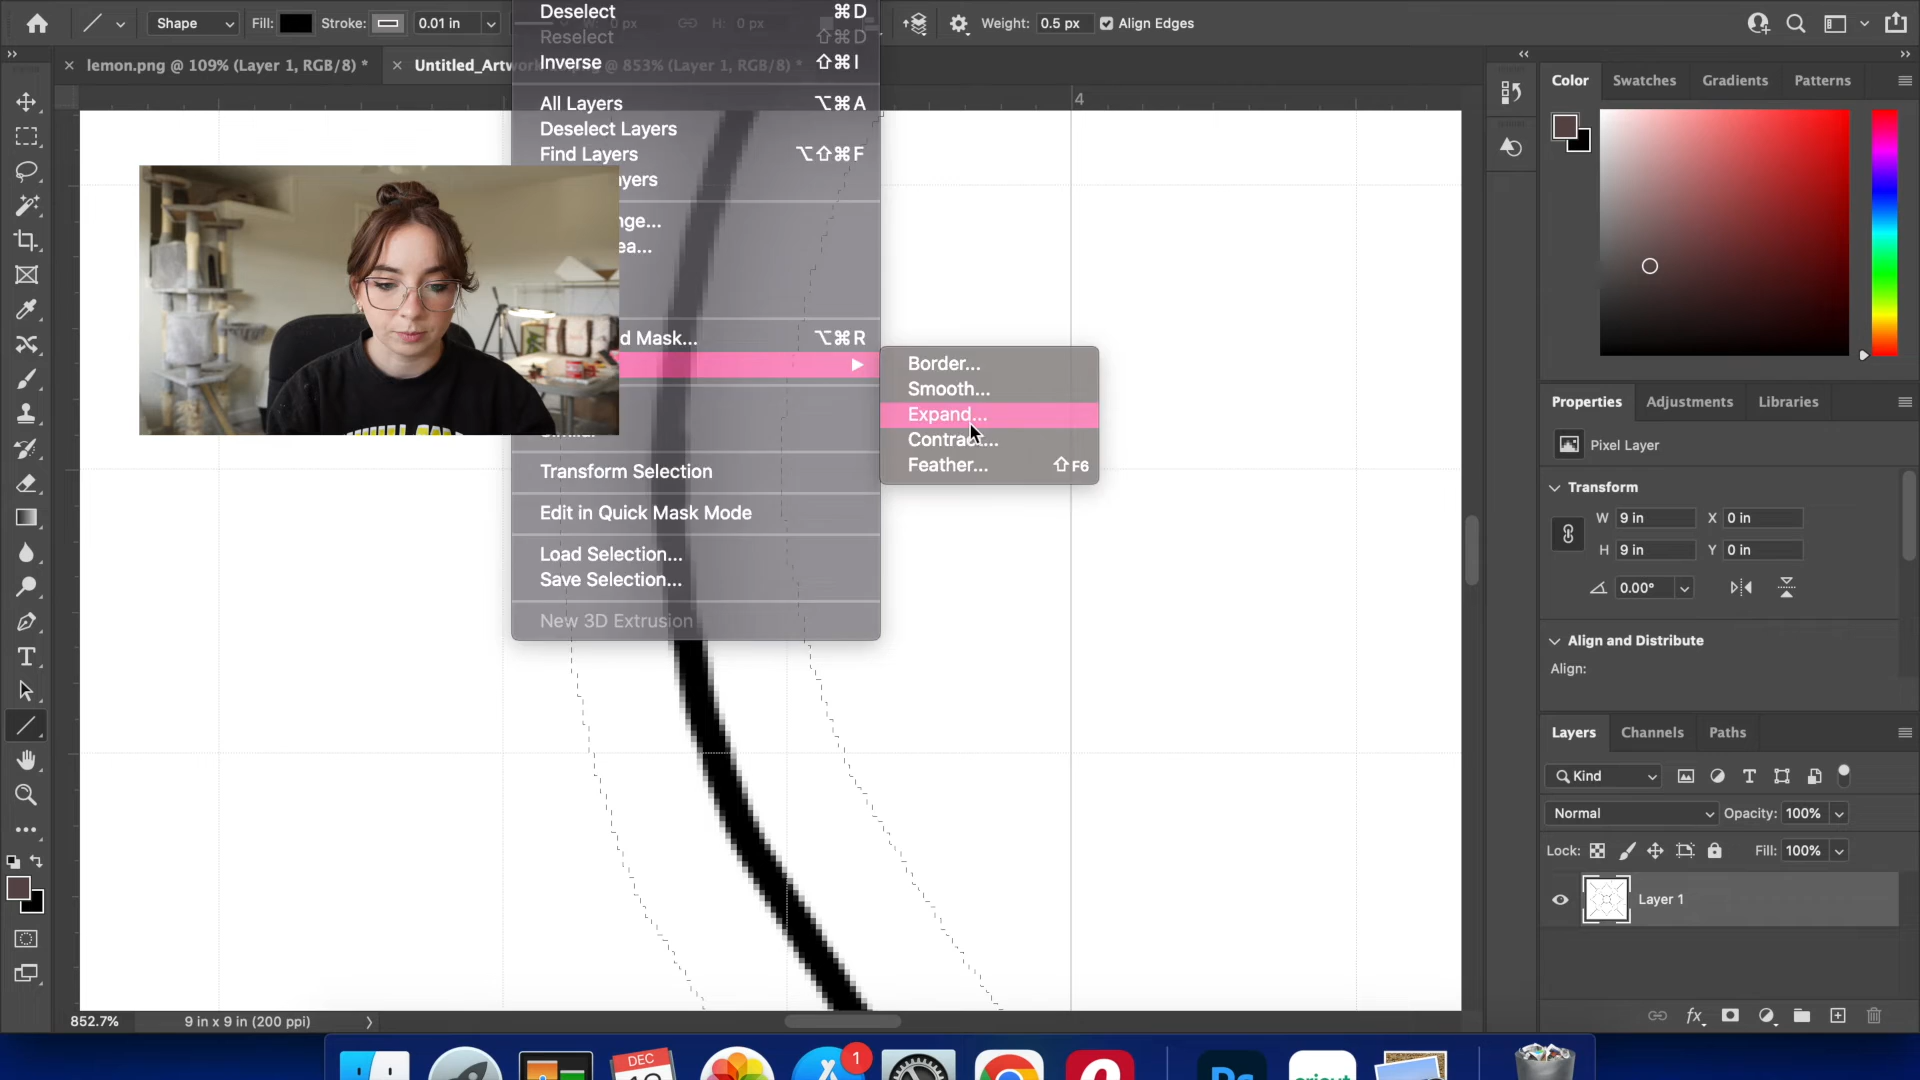 Shape
Fill:
Stroke:
0.01 in
Weight: 0.5 px
Align Edges
lemon.png @ 109% (Layer 1, RGB/8) *
Deselect ⌘D
Reselect ⇧⌘D
Inverse ⇧⌘I
All Layers ⌥⌘A
Deselect Layers
Find Layers ⌥⇧⌘F
yers
nge...
ea...
d Mask... ⌥⌘R
Transform Selection
Edit in Quick Mask Mode
Load Selection...
Save Selection...
New 3D Extrusion
Border...
Smooth...
Expand...
Contract...
Feather... ⇧F6
4
852.7%
9 in x 9 in (200 ppi)
Color Swatches Gradients Patterns
Properties Adjustments Libraries
Pixel Layer
Transform
W 9 in X 0 in
H 9 in Y 0 in
0.00°
Align and Distribute
Align:
Layers Channels Paths
Kind
Normal Opacity: 100%
Lock: Fill: 100%
Layer 1
DEC
1
Ps